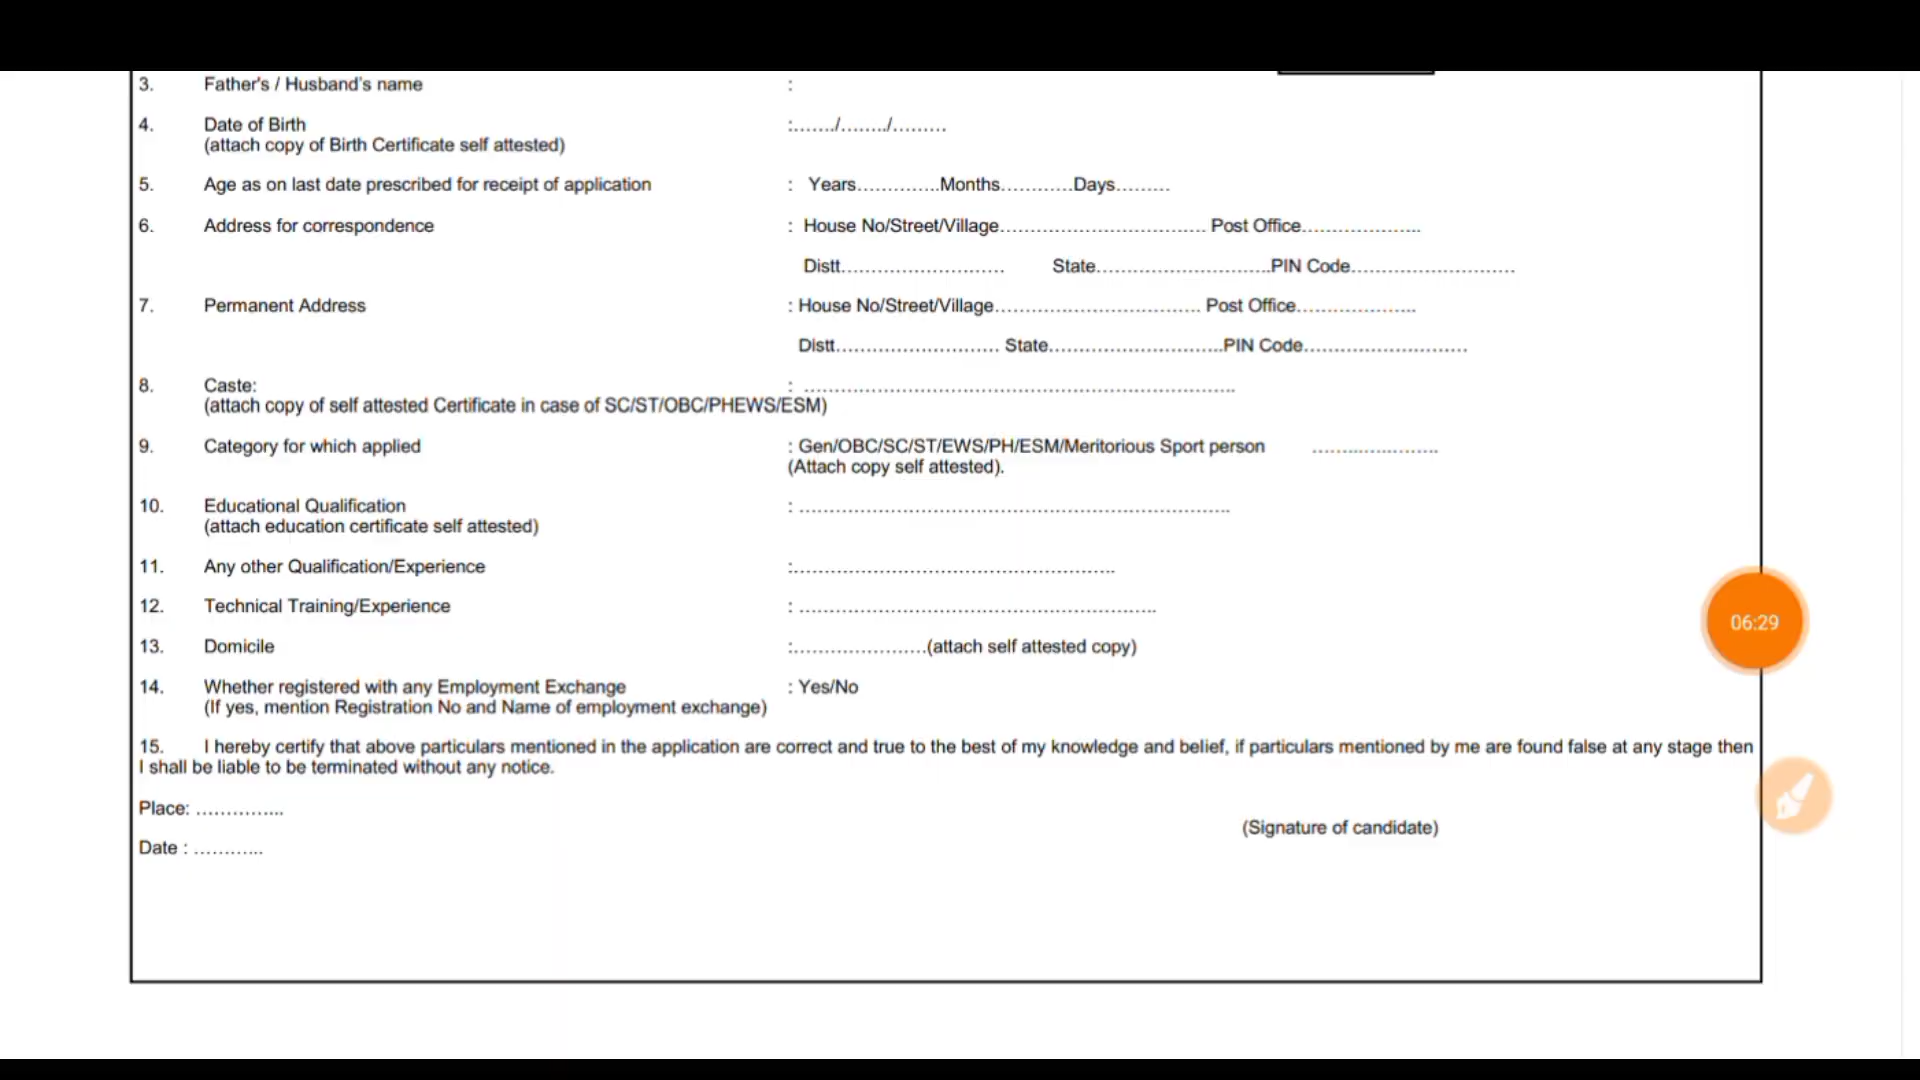 3. Father's / Husband's name :
4. Date of Birth :......./......../.........
(attach copy of Birth Certificate self attested)
5. Age as on last date prescribed for receipt of application : Years.............Months............Days.........
6. Address for correspondence : House No/Street/Village.................................. Post Office....................
Distt........................... State.............................PIN Code...........................
7. Permanent Address : House No/Street/Village.................................. Post Office....................
Distt........................... State.............................PIN Code...........................
8. Caste: : .......................................................................
(attach copy of self attested Certificate in case of SC/ST/OBC/PHEWS/ESM)
9. Category for which applied : Gen/OBC/SC/ST/EWS/PH/ESM/Meritorious Sport person .....................
(Attach copy self attested).
10. Educational Qualification : .......................................................................
(attach education certificate self attested)
11. Any other Qualification/Experience :.....................................................
12. Technical Training/Experience : ...........................................................
13. Domicile :......................(attach self attested copy)
14. Whether registered with any Employment Exchange : Yes/No
(If yes, mention Registration No and Name of employment exchange)
15. I hereby certify that above particulars mentioned in the application are correct and true to the best of my knowledge and belief, if particulars mentioned by me are found false at any stage then
I shall be liable to be terminated without any notice.
Place: ...............
(Signature of candidate)
Date : ............
06:29